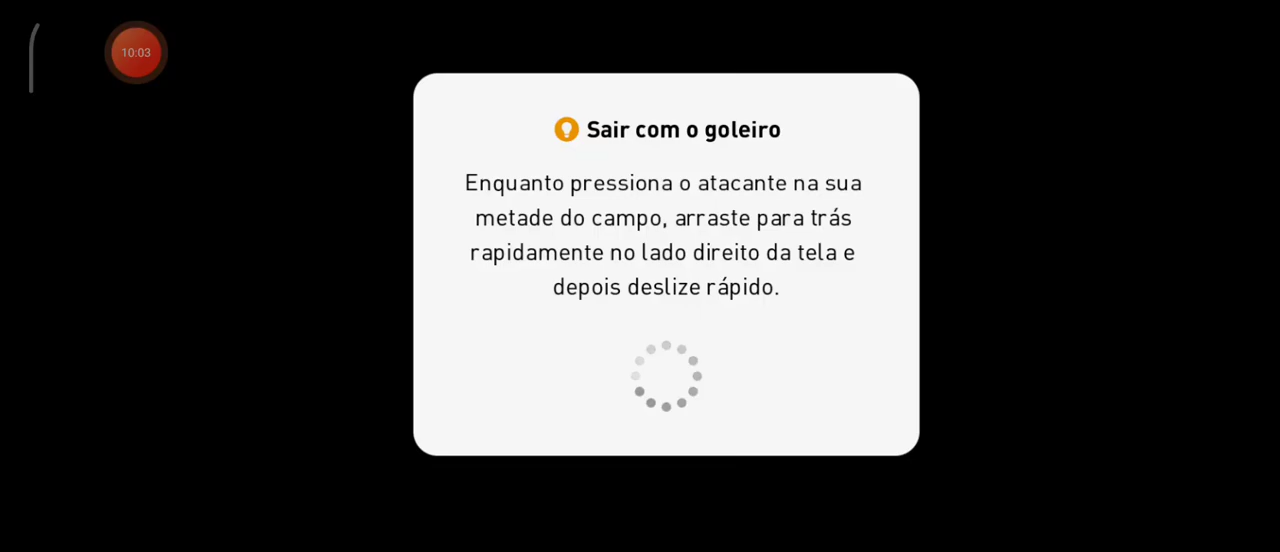 10:03
Sair com o goleiro
Enquanto pressiona o atacante na sua
metade do campo, arraste para trás
rapidamente no lado direito da tela e
depois deslize rápido.